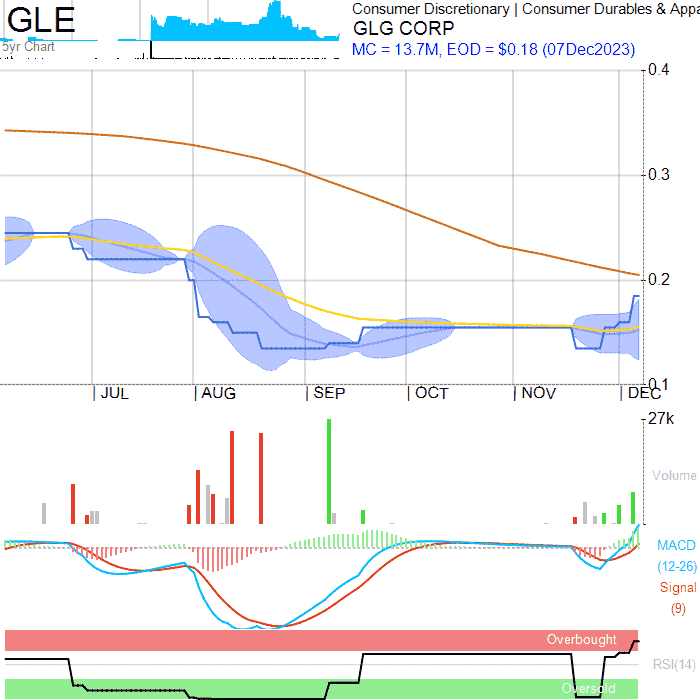 GLE
5yr Chart
Consumer Discretionary | Consumer Durables & Appa
GLG CORP
MC = 13.7M, EOD = $0.18 (07Dec2023)
0.4
0.3
0.2
0.1
| JUL | AUG | SEP | OCT | NOV | DEC
27k
Volume
MACD
(12-26)
Signal
(9)
Overbought
RSI(14)
Oversold